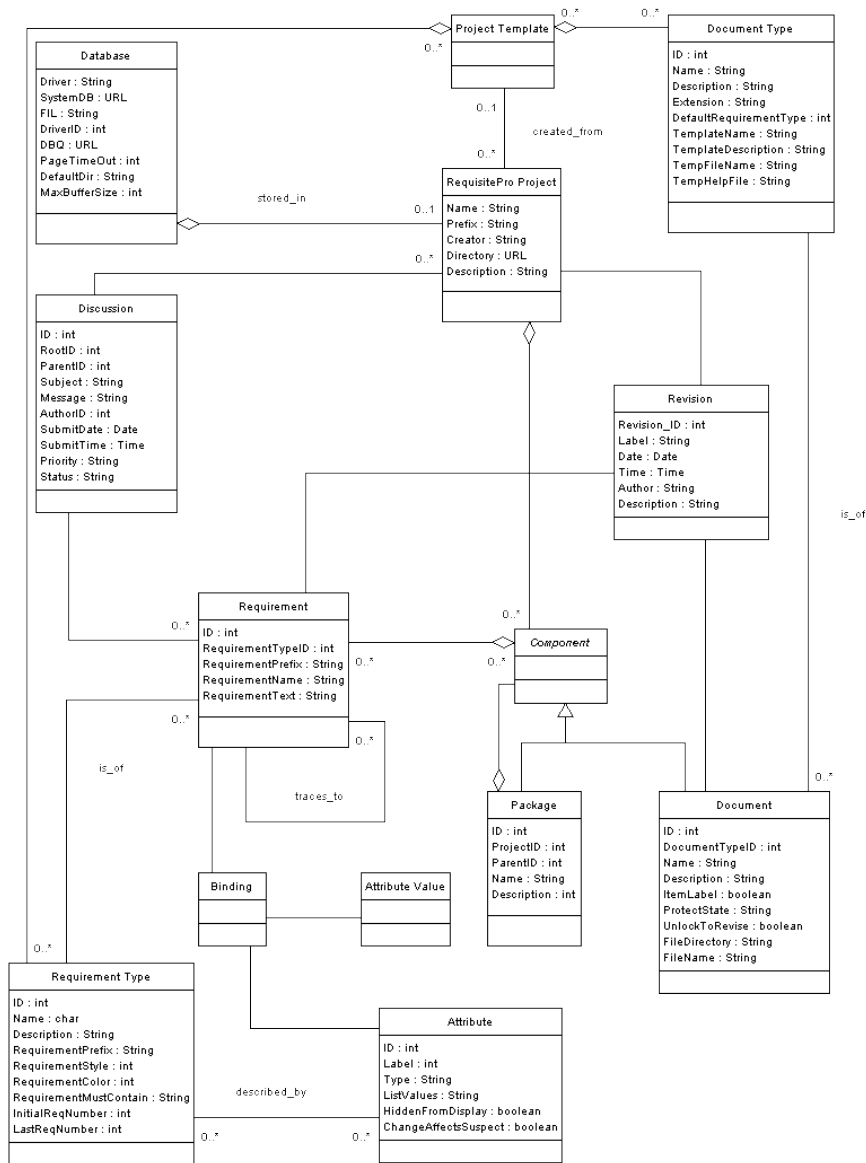 Project Template
0..*
0..*
0..*
0..*
Document Type
ID : int
Name : String
Description : String
Extension : String
DefaultRequirementType : int
TemplateName : String
TemplateDescription : String
TempFileName : String
TempHelpFile : String
Database
Driver : String
SystemDB : URL
FIL : String
DriverID : int
DBQ : URL
PageTimeOut : int
DefaultDir : String
MaxBufferSize : int
0..1
created_from
0..*
RequisitePro Project
Name : String
Prefix : String
Creator : String
Directory : URL
Description : String
stored_in
0..1
0..*
Discussion
ID : int
RootID : int
ParentID : int
Subject : String
Message : String
AuthorID : int
SubmitDate : Date
SubmitTime : Time
Priority : String
Status : String
Revision
Revision_ID : int
Label : String
Date : Date
Time : Time
Author : String
Description : String
is_of
Requirement
ID : int
RequirementTypeID : int
RequirementPrefix : String
RequirementName : String
RequirementText : String
0..*
0..*
0..*
0..*
0..*
0..*
Component
is_of
traces_to
Package
ID : int
ProjectID : int
ParentID : int
Name : String
Description : int
0..*
Document
ID : int
DocumentTypeID : int
Name : String
Description : String
ItemLabel : boolean
ProtectState : String
UnlockToRevise : boolean
FileDirectory : String
FileName : String
Binding
Attribute Value
0..*
0..*
Requirement Type
ID : int
Name : char
Description : String
RequirementPrefix : String
RequirementStyle : int
RequirementColor : int
RequirementMustContain : String
InitialReqNumber : int
LastReqNumber : int
described_by
0..*
0..*
Attribute
ID : int
Label : int
Type : String
ListValues : String
HiddenFromDisplay : boolean
ChangeAffectsSuspect : boolean